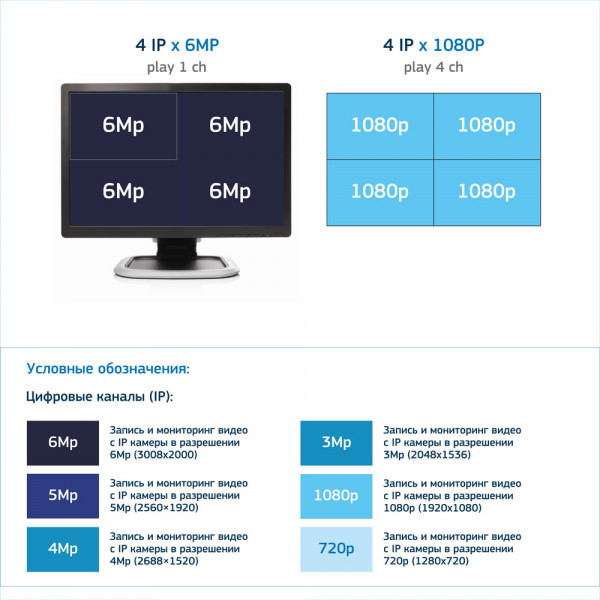 4 IP x 6MP
play 1 ch
6Mp
6Mp
6Mp
6Mp
4 IP x 1080P
play 4 ch
1080p
1080p
1080p
1080p
Условные обозначения:
Цифровые каналы (IP):
6Mp
Запись и мониторинг видео
с IP камеры в разрешении
6Mp (3008x2000)
5Mp
Запись и мониторинг видео
с IP камеры в разрешении
5Mp (2560×1920)
4Mp
Запись и мониторинг видео
с IP камеры в разрешении
4Mp (2688×1520)
3Mp
Запись и мониторинг видео
с IP камеры в разрешении
3Mp (2048x1536)
1080p
Запись и мониторинг видео
с IP камеры в разрешении
1080p (1920x1080)
720p
Запись и мониторинг видео
с IP камеры в разрешении
720p (1280x720)